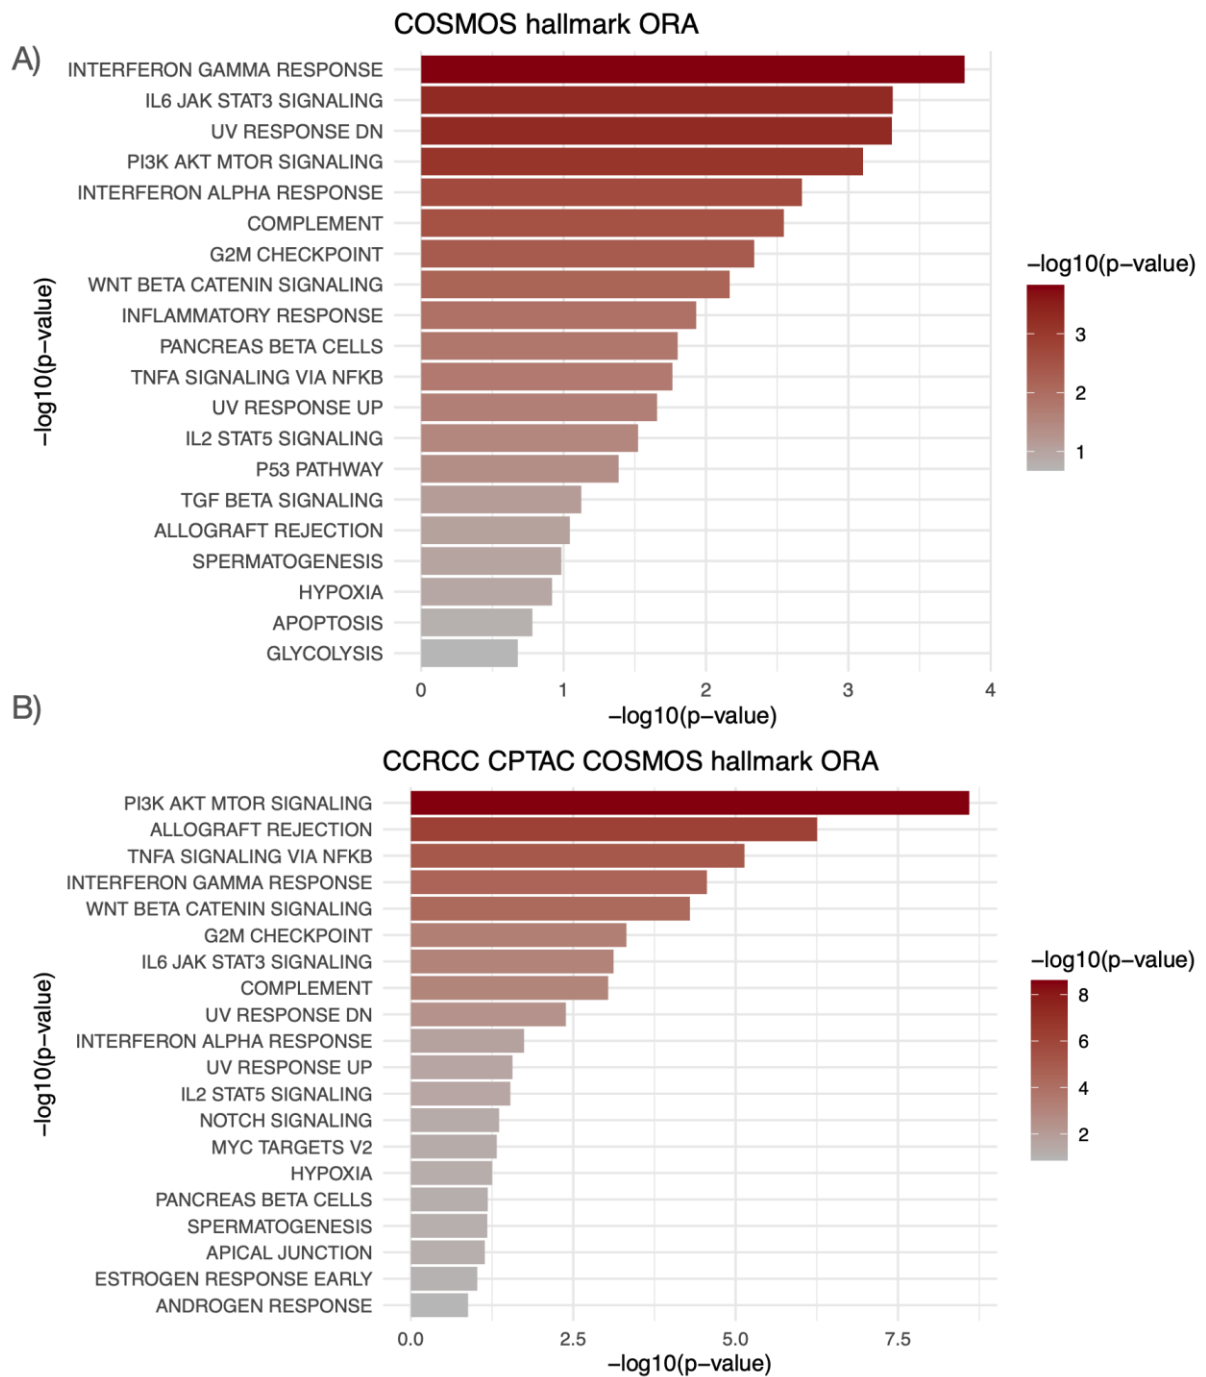 COSMOS hallmark ORA
A)
INTERFERON GAMMA RESPONSE
IL6 JAK STAT3 SIGNALING
UV RESPONSE DN
PI3K AKT MTOR SIGNALING
INTERFERON ALPHA RESPONSE
COMPLEMENT
G2M CHECKPOINT
WNT BETA CATENIN SIGNALING
INFLAMMATORY RESPONSE
PANCREAS BETA CELLS
TNFA SIGNALING VIA NFKB
UV RESPONSE UP
IL2 STAT5 SIGNALING
P53 PATHWAY
TGF BETA SIGNALING
ALLOGRAFT REJECTION
SPERMATOGENESIS
HYPOXIA
APOPTOSIS
GLYCOLYSIS
−log10(p−value)
0 1 2 3 4
−log10(p−value)
−log10(p−value)
3
2
1
B)
CCRCC CPTAC COSMOS hallmark ORA
PI3K AKT MTOR SIGNALING
ALLOGRAFT REJECTION
TNFA SIGNALING VIA NFKB
INTERFERON GAMMA RESPONSE
WNT BETA CATENIN SIGNALING
G2M CHECKPOINT
IL6 JAK STAT3 SIGNALING
COMPLEMENT
UV RESPONSE DN
INTERFERON ALPHA RESPONSE
UV RESPONSE UP
IL2 STAT5 SIGNALING
NOTCH SIGNALING
MYC TARGETS V2
HYPOXIA
PANCREAS BETA CELLS
SPERMATOGENESIS
APICAL JUNCTION
ESTROGEN RESPONSE EARLY
ANDROGEN RESPONSE
−log10(p−value)
0.0 2.5 5.0 7.5
−log10(p−value)
−log10(p−value)
8
6
4
2